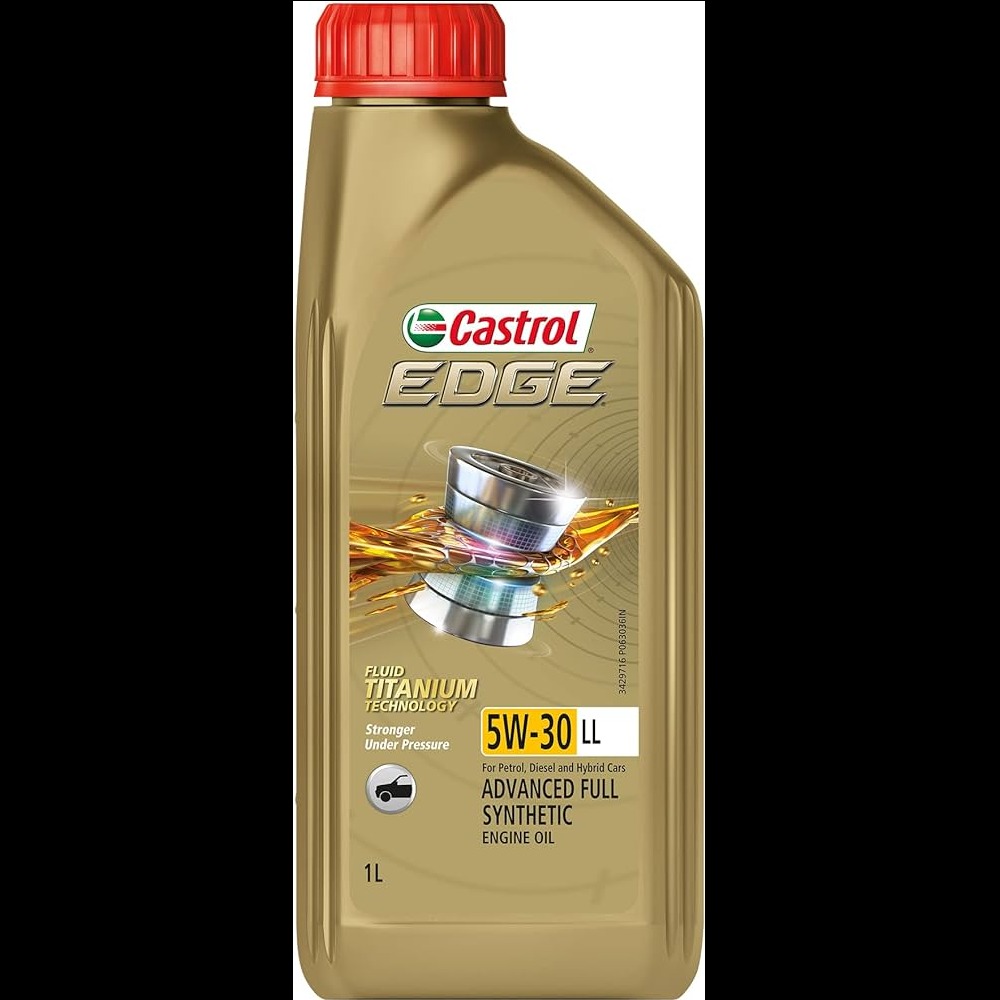 Castrol
EDGE
3429716 P063036IN
FLUID
TITANIUM
TECHNOLOGY
Stronger
Under Pressure
5W-30 LL
For Petrol, Diesel and Hybrid Cars
ADVANCED FULL
SYNTHETIC
ENGINE OIL
1L